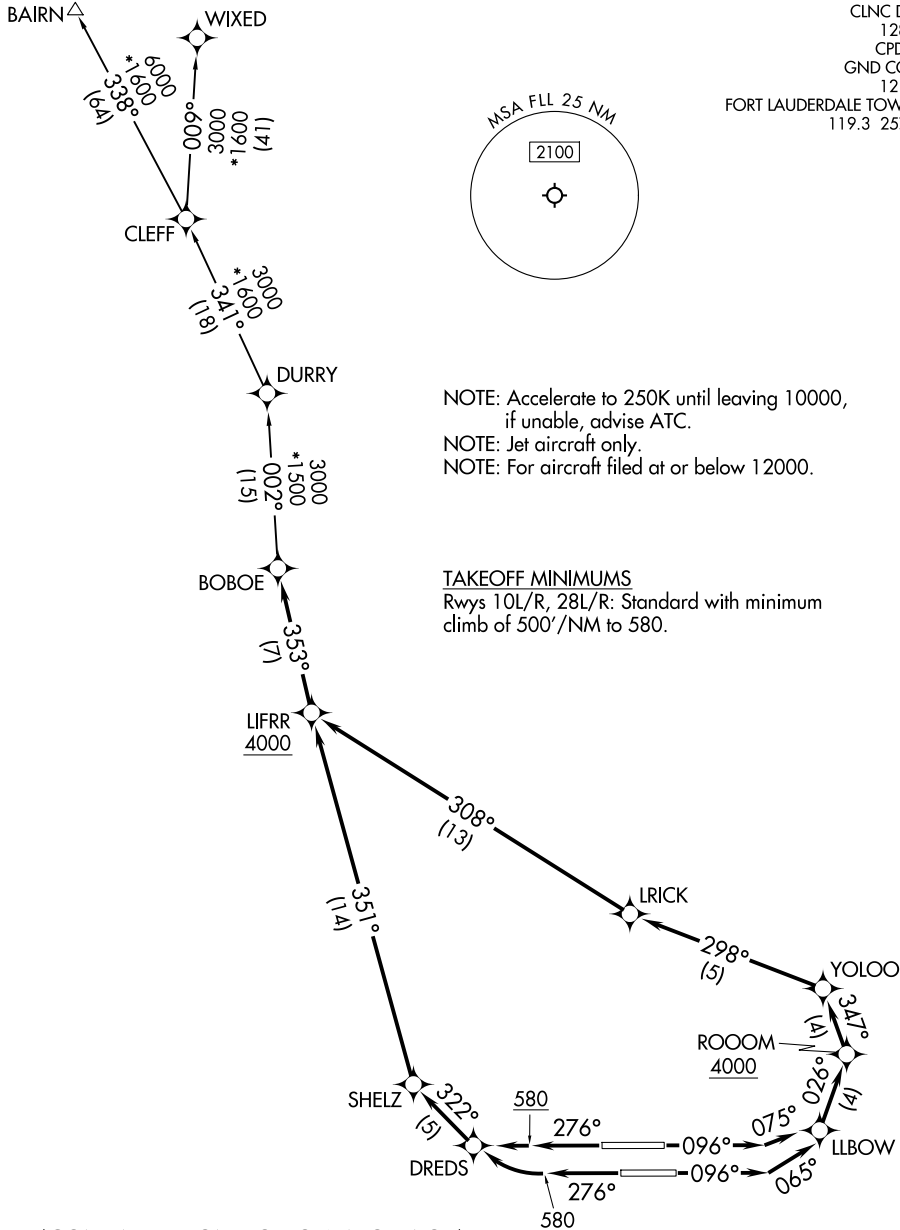 BAIRN
WIXED
CLNC D
128
CPD
GND CO
12
FORT LAUDERDALE TOW
119.3 25
6000
*1600
338°
(64)
009°
3000
*1600
(41)
MSA FLL 25 NM
2100
CLEFF
3000
*1600
341°
(18)
DURRY
NOTE: Accelerate to 250K until leaving 10000,
if unable, advise ATC.
NOTE: Jet aircraft only.
NOTE: For aircraft filed at or below 12000.
3000
*1500
002°
(15)
BOBOE
TAKEOFF MINIMUMS
Rwys 10L/R, 28L/R: Standard with minimum
climb of 500'/NM to 580.
353°
(7)
LIFRR
4000
308°
(13)
351°
(14)
LRICK
298°
(5)
YOLOO
347°
(4)
ROOOM
4000
026°
(4)
SHELZ
322°
(5)
580
276°
096°
075°
LLBOW
DREDS
276°
096°
065°
580